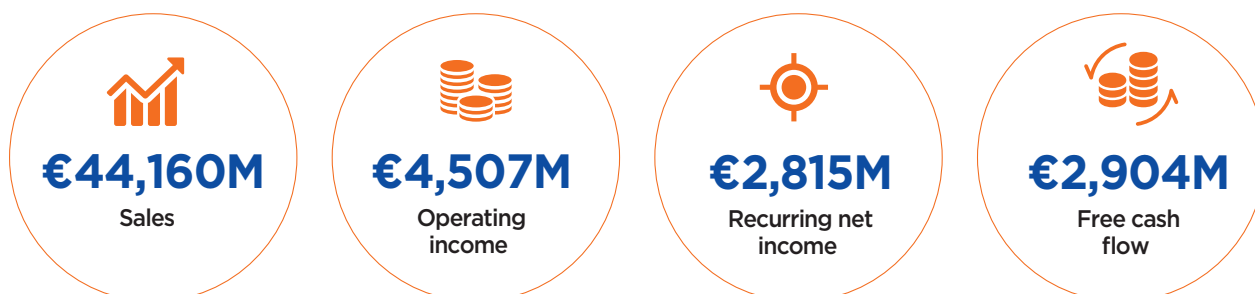 €44,160M
Sales
€4,507M
Operating
income
€2,815M
Recurring net
income
€2,904M
Free cash
flow